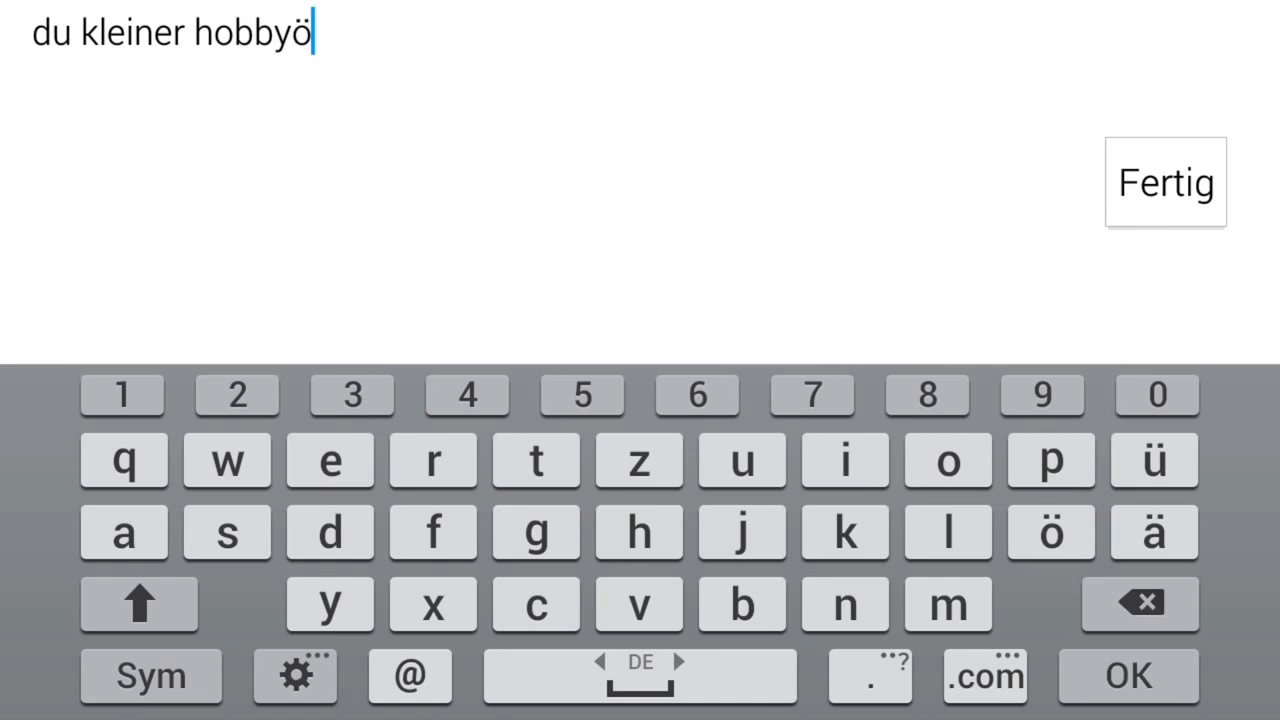 du kleiner hobbyö
Fertig
1 2 3 4 5 6 7 8 9 0
q w e r t z u i o p ü
a s d f g h j k l ö ä
y x c v b n m
Sym @ DE . ? .com OK